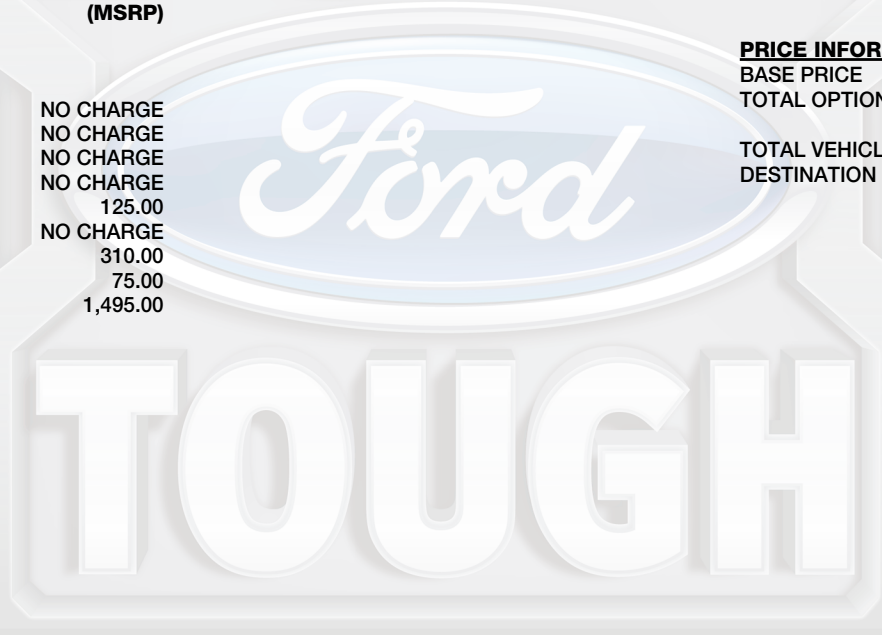 (MSRP)
NO CHARGE
NO CHARGE
NO CHARGE
NO CHARGE
125.00
NO CHARGE
310.00
75.00
1,495.00
PRICE INFOR
BASE PRICE
TOTAL OPTION
TOTAL VEHICL
DESTINATION
Ford
TOUGH